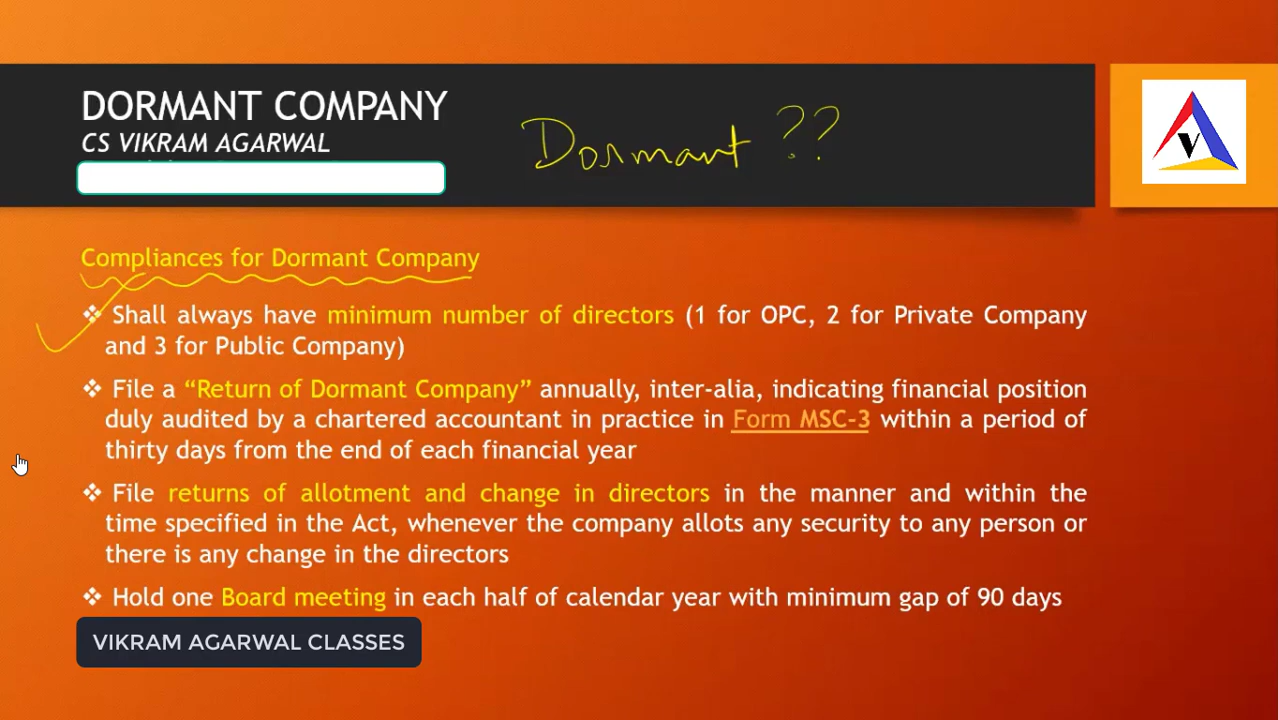 DORMANT COMPANY
CS VIKRAM AGARWAL
Dormant ??
V
Compliances for Dormant Company
❖ Shall always have minimum number of directors (1 for OPC, 2 for Private Company
and 3 for Public Company)
❖ File a “Return of Dormant Company” annually, inter-alia, indicating financial position
duly audited by a chartered accountant in practice in Form MSC-3 within a period of
thirty days from the end of each financial year
❖ File returns of allotment and change in directors in the manner and within the
time specified in the Act, whenever the company allots any security to any person or
there is any change in the directors
❖ Hold one Board meeting in each half of calendar year with minimum gap of 90 days
VIKRAM AGARWAL CLASSES